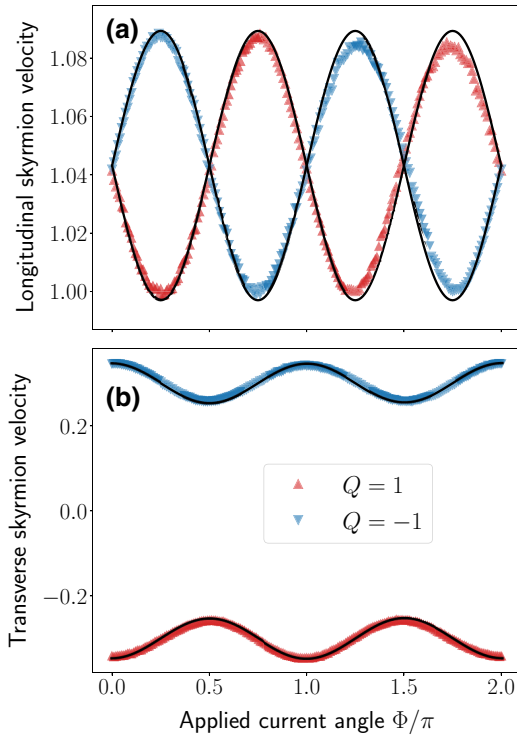 (a)
Longitudinal skyrmion velocity
1.08
1.06
1.04
1.02
1.00
(b)
Transverse skyrmion velocity
0.2
0.0
−0.2
Q = 1
Q = −1
0.0 0.5 1.0 1.5 2.0
Applied current angle Φ/π